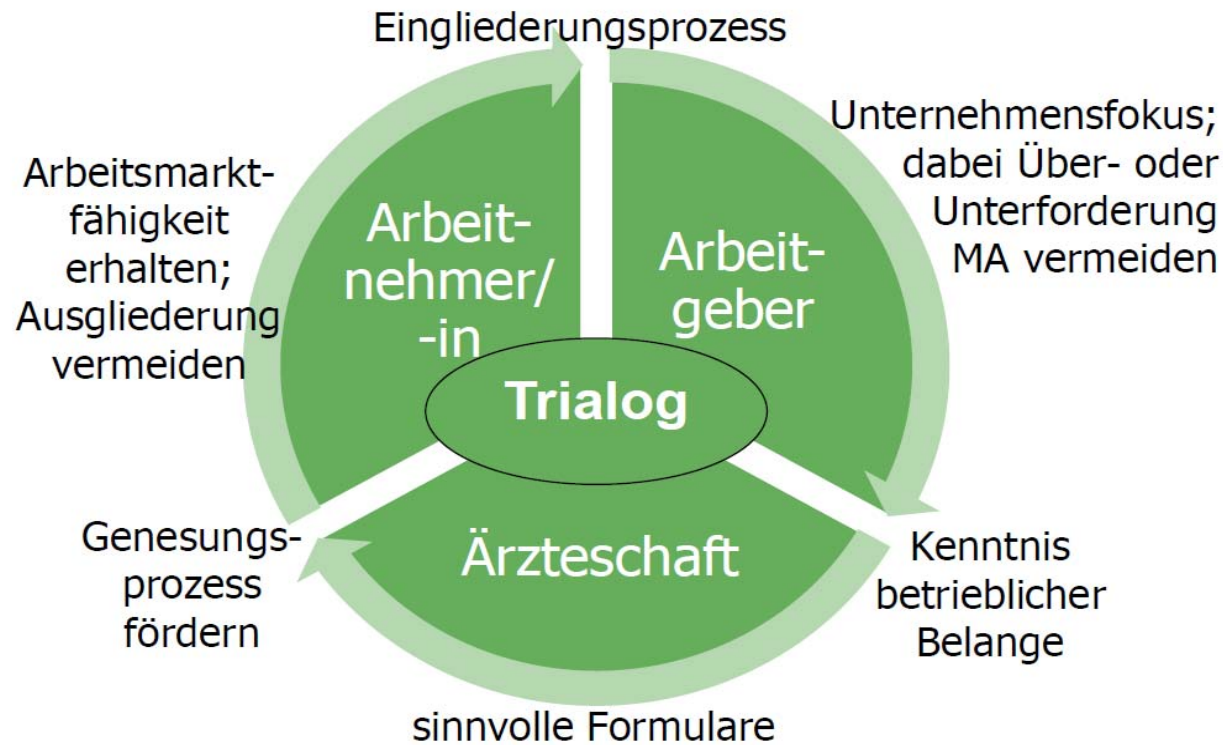 Eingliederungsprozess
Unternehmensfokus;
dabei Über- oder
Unterforderung
MA vermeiden
Arbeitsmarkt-
fähigkeit
erhalten;
Ausgliederung
vermeiden
Arbeit-
nehmer/
-in
Arbeit-
geber
Trialog
Ärzteschaft
Genesungs-
prozess
fördern
Kenntnis
betrieblicher
Belange
sinnvolle Formulare